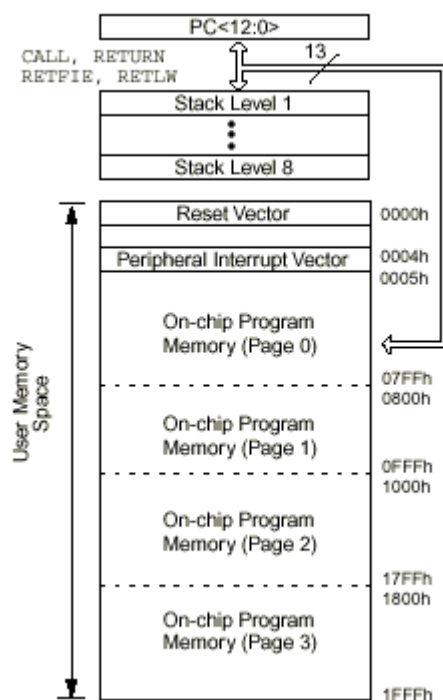 PC<12:0>
CALL, RETURN
RETFIE, RETLW
13
Stack Level 1
Stack Level 8
Reset Vector
0000h
Peripheral Interrupt Vector
0004h
0005h
On-chip Program
Memory (Page 0)
07FFh
0800h
User Memory
Space
On-chip Program
Memory (Page 1)
0FFFh
1000h
On-chip Program
Memory (Page 2)
17FFh
1800h
On-chip Program
Memory (Page 3)
1FFFh